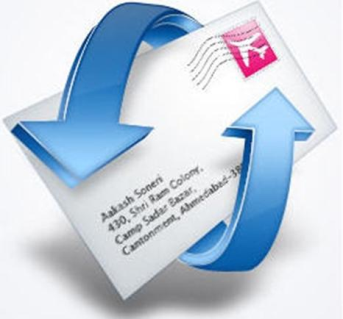 Aakash Soneri
430, Shri Ram Colony,
Camp Sadar Bazar,
Cantonment, Ahmedabad-38